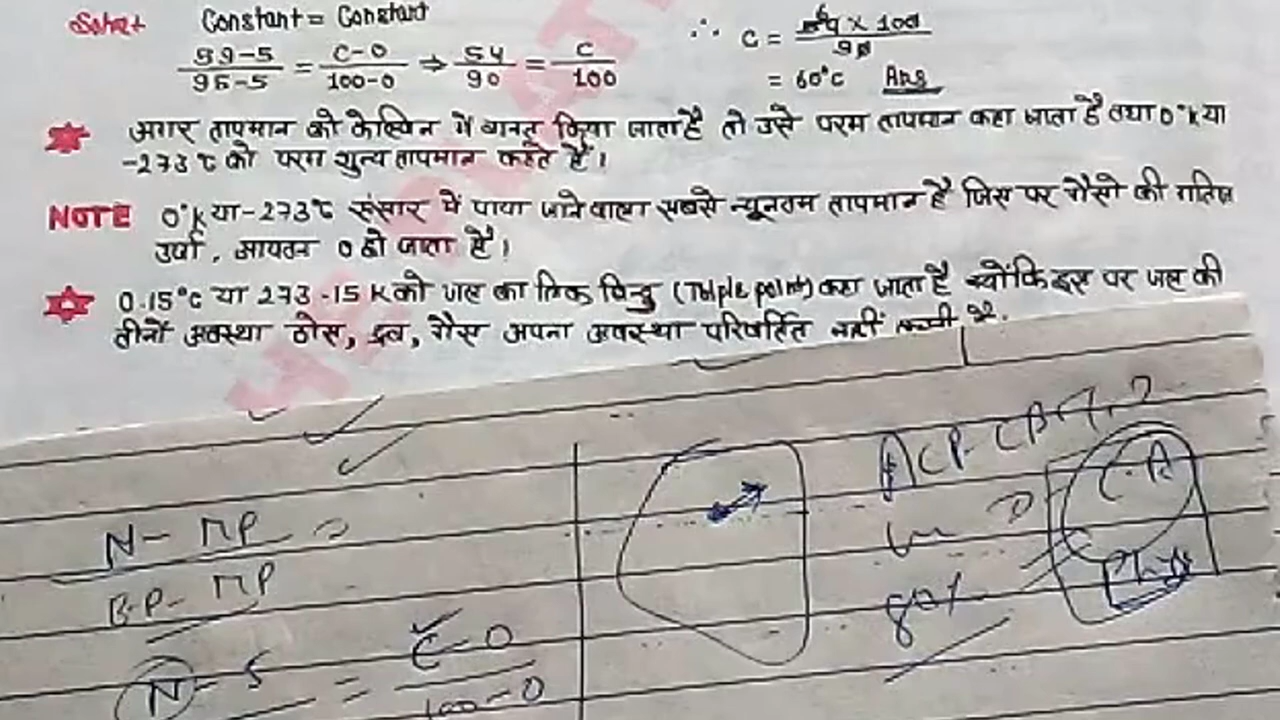 Constant = Constant
59-5/95-5 = C-0/100-0 ⇒ 54/90 = C/100
∴ C = 54 x 100/90
= 60°C Ans
अगर तापमान को केल्विन में व्यक्त किया जाता है तो उसे परम तापमान कहा जाता है तथा 0°K या
-273℃ को परम शुन्य तापमान कहते हैं।
NOTE 0°K या -273℃ संसार में पाया जाने वाला सबसे न्यूनतम तापमान है जिस पर गैसो की गतिज
उर्जा, आयतन 0 हो जाता है।
0.15°C या 273.15 K को जल का त्रिक विन्दु (Triple point) कहा जाता है क्योंकि इस पर जल की
तीनों अवस्था ठोस, द्रव, गैस अपना अवस्था परिवर्तित नहीं
N- MP
B.P- MP
N - 5 = C-0/100-0
80%